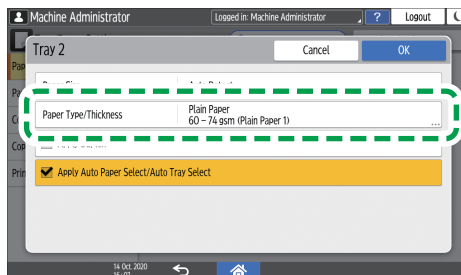 Machine Administrator
Logged in: Machine Administrator
?
Logout
Tray 2
Cancel
OK
Paper Type/Thickness
Plain Paper
60 – 74 gsm (Plain Paper 1)
...
Apply Auto Paper Select/Auto Tray Select
14 Oct. 2020